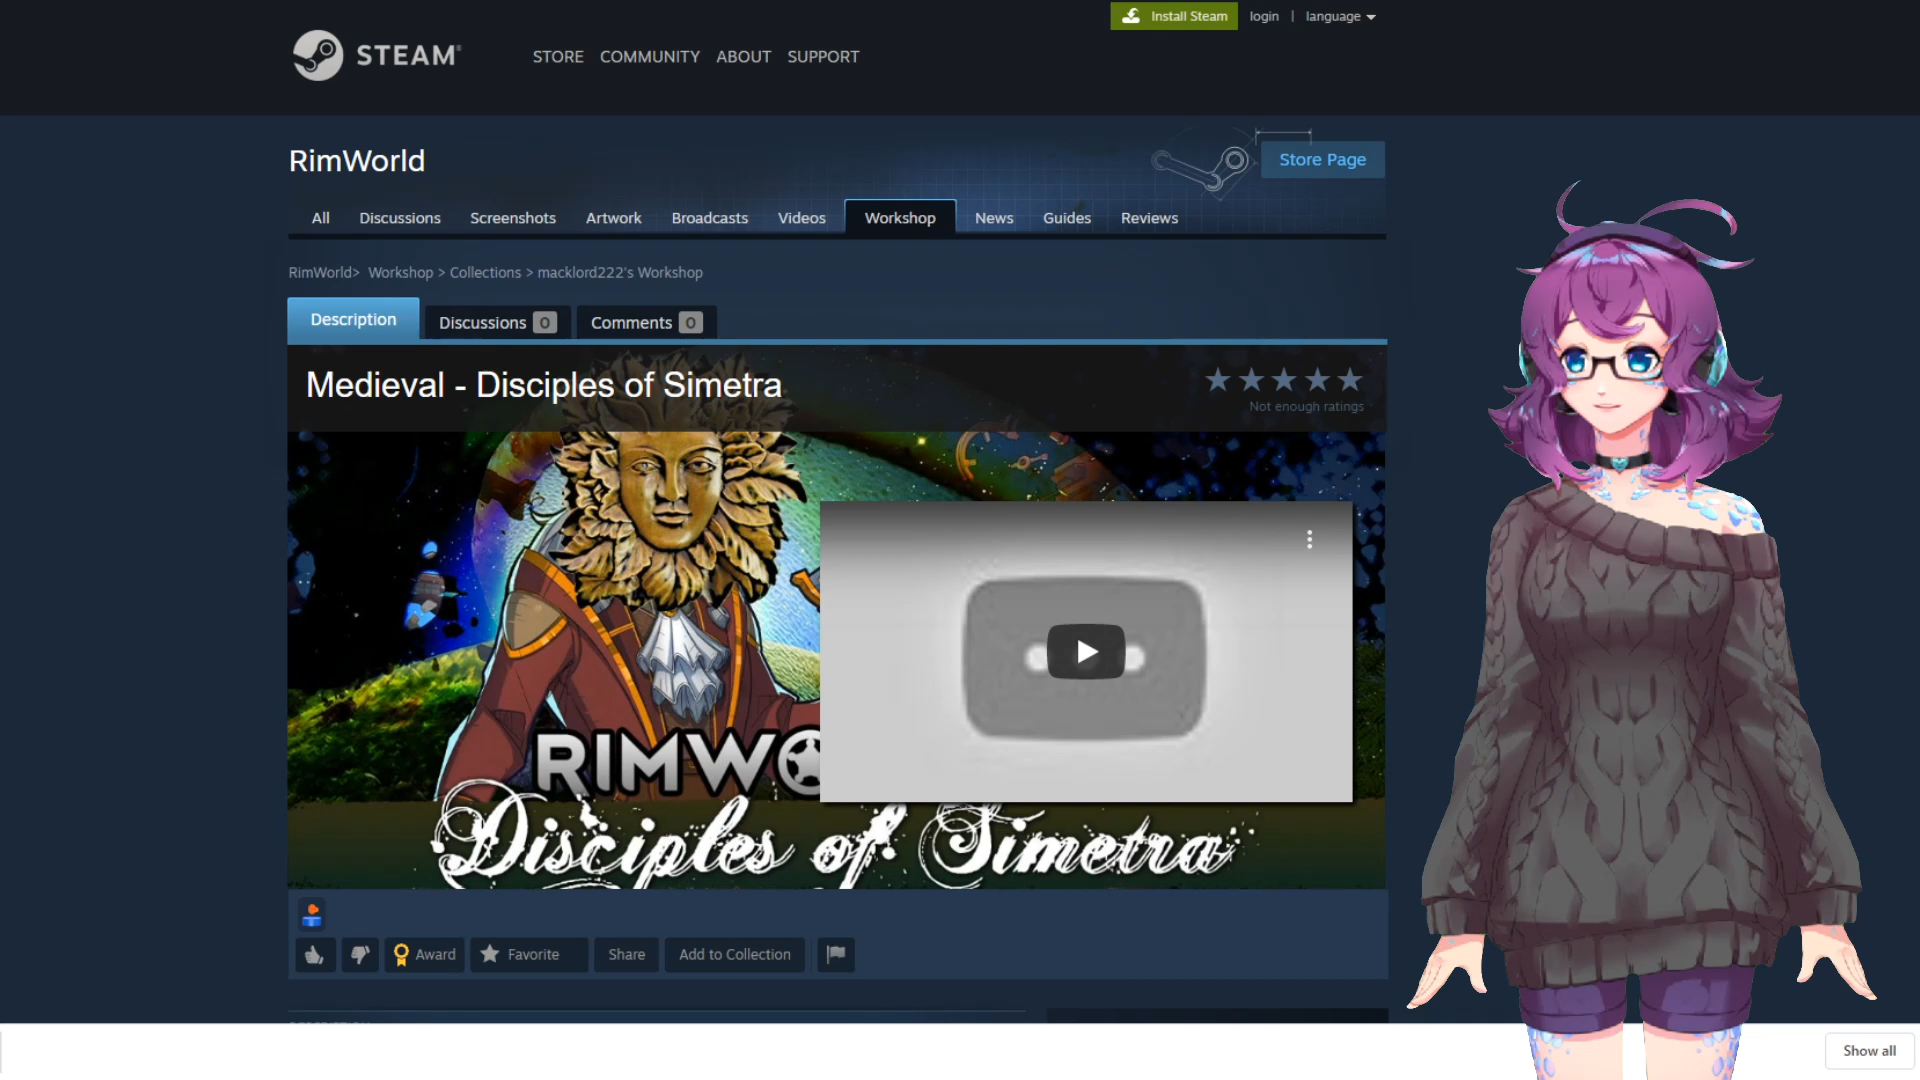 Install Steam login | language
STEAM
STORE COMMUNITY ABOUT SUPPORT
RimWorld
Store Page
All Discussions Screenshots Artwork Broadcasts Videos Workshop News Guides Reviews
RimWorld> Workshop > Collections > macklord222's Workshop
Description Discussions 0 Comments 0
Medieval - Disciples of Simetra
Not enough ratings
RIMWO
Disciples of Simetra
Award Favorite Share Add to Collection
Show all